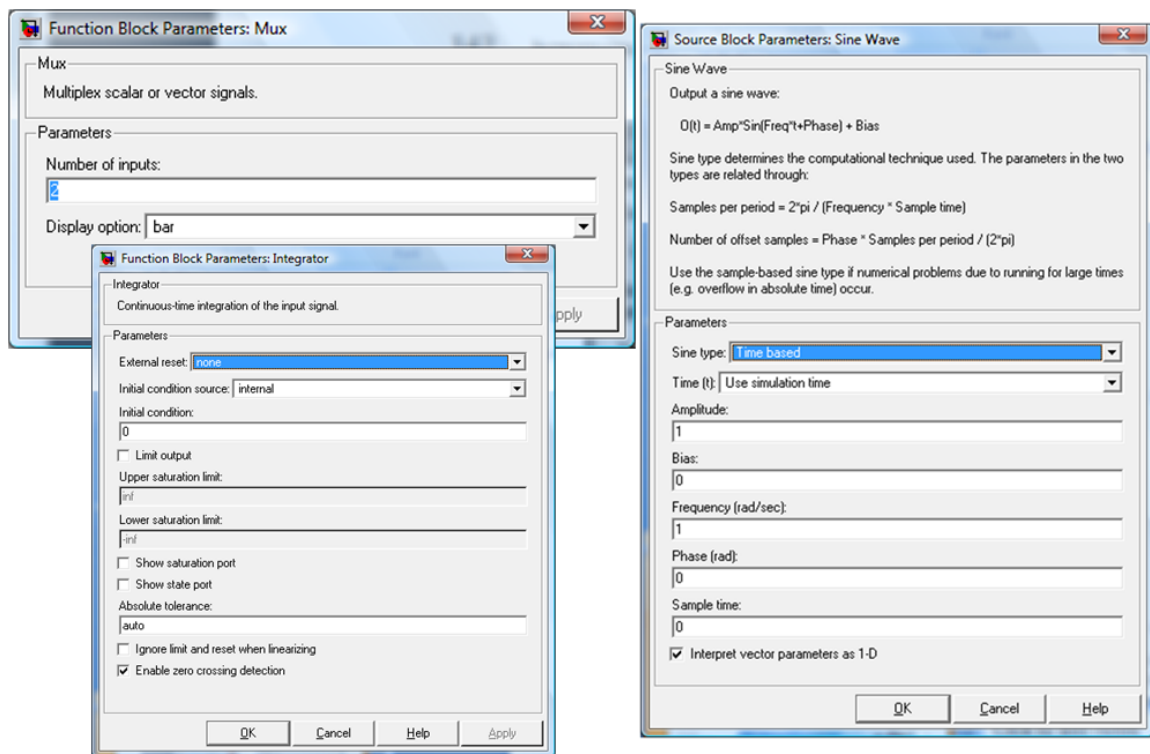 Function Block Parameters: Mux
Mux
Multiplex scalar or vector signals.
Parameters
Number of inputs:
2
Display option: bar
Apply
Function Block Parameters: Integrator
Integrator
Continuous-time integration of the input signal.
Parameters
External reset: none
Initial condition source: internal
Initial condition:
0
Limit output
Upper saturation limit:
inf
Lower saturation limit:
-inf
Show saturation port
Show state port
Absolute tolerance:
auto
Ignore limit and reset when linearizing
Enable zero crossing detection
OK Cancel Help Apply
Source Block Parameters: Sine Wave
Sine Wave
Output a sine wave:
O(t) = Amp*Sin(Freq*t+Phase) + Bias
Sine type determines the computational technique used. The parameters in the two
types are related through:
Samples per period = 2*pi / (Frequency * Sample time)
Number of offset samples = Phase * Samples per period / (2*pi)
Use the sample-based sine type if numerical problems due to running for large times
(e.g. overflow in absolute time) occur.
Parameters
Sine type: Time based
Time (t): Use simulation time
Amplitude:
1
Bias:
0
Frequency (rad/sec):
1
Phase (rad):
0
Sample time:
0
Interpret vector parameters as 1-D
OK Cancel Help